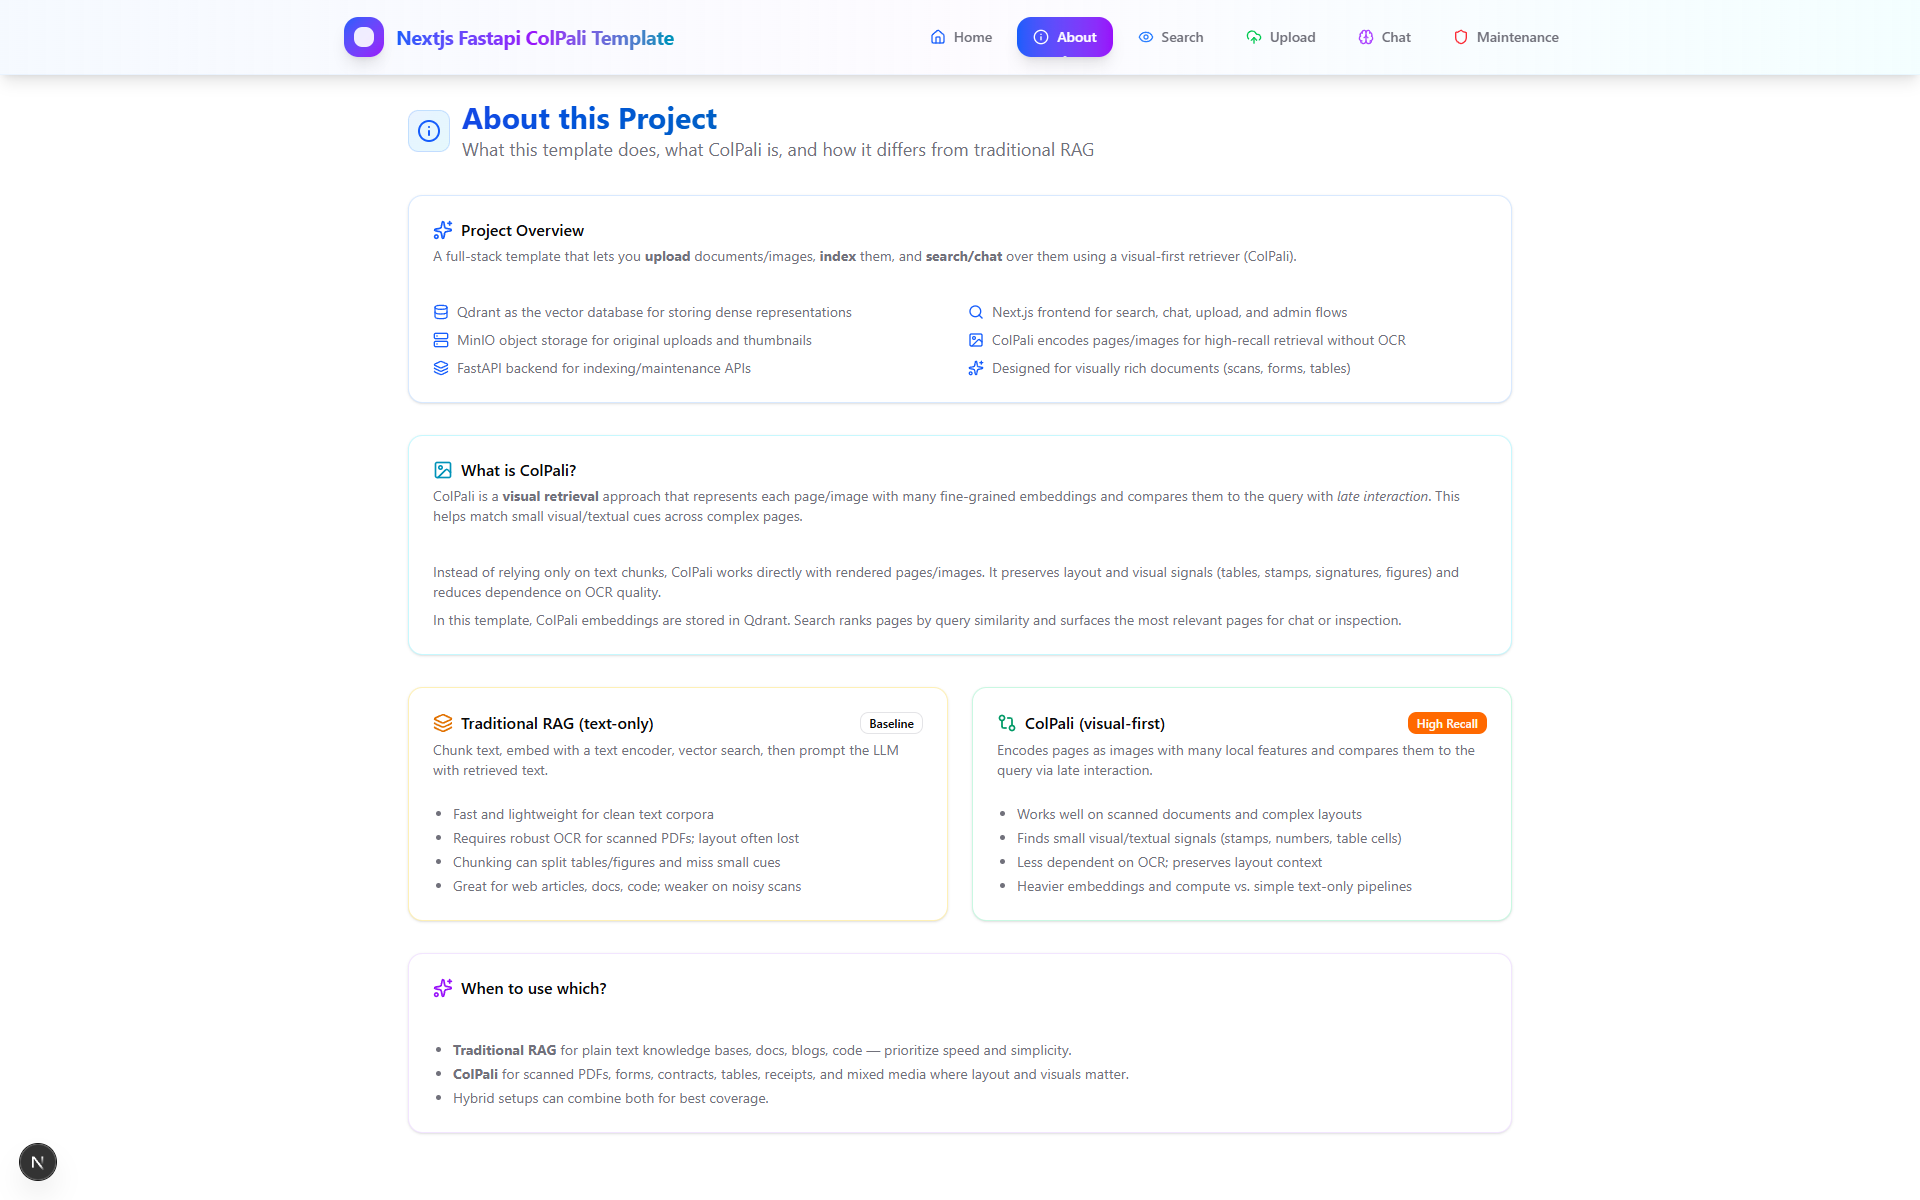 Nextjs Fastapi ColPali Template
Home
About
Search
Upload
Chat
Maintenance
About this Project
What this template does, what ColPali is, and how it differs from traditional RAG
Project Overview
A full-stack template that lets you upload documents/images, index them, and search/chat over them using a visual-first retriever (ColPali).
Qdrant as the vector database for storing dense representations
MinIO object storage for original uploads and thumbnails
FastAPI backend for indexing/maintenance APIs
Next.js frontend for search, chat, upload, and admin flows
ColPali encodes pages/images for high-recall retrieval without OCR
Designed for visually rich documents (scans, forms, tables)
What is ColPali?
ColPali is a visual retrieval approach that represents each page/image with many fine-grained embeddings and compares them to the query with late interaction. This
helps match small visual/textual cues across complex pages.
Instead of relying only on text chunks, ColPali works directly with rendered pages/images. It preserves layout and visual signals (tables, stamps, signatures, figures) and
reduces dependence on OCR quality.
In this template, ColPali embeddings are stored in Qdrant. Search ranks pages by query similarity and surfaces the most relevant pages for chat or inspection.
Traditional RAG (text-only)
Baseline
Chunk text, embed with a text encoder, vector search, then prompt the LLM
with retrieved text.
• Fast and lightweight for clean text corpora
• Requires robust OCR for scanned PDFs; layout often lost
• Chunking can split tables/figures and miss small cues
• Great for web articles, docs, code; weaker on noisy scans
ColPali (visual-first)
High Recall
Encodes pages as images with many local features and compares them to the
query via late interaction.
• Works well on scanned documents and complex layouts
• Finds small visual/textual signals (stamps, numbers, table cells)
• Less dependent on OCR; preserves layout context
• Heavier embeddings and compute vs. simple text-only pipelines
When to use which?
• Traditional RAG for plain text knowledge bases, docs, blogs, code — prioritize speed and simplicity.
• ColPali for scanned PDFs, forms, contracts, tables, receipts, and mixed media where layout and visuals matter.
• Hybrid setups can combine both for best coverage.
N